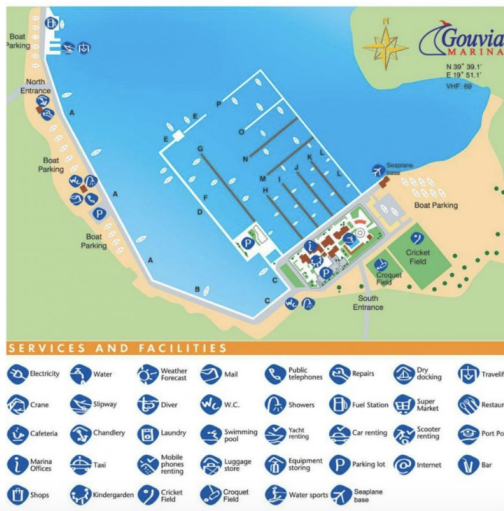 Gouvia
MARINA
N 39° 39.1'
E 19° 51.1'
VHF: 69
Boat
Parking
North
Entrance
A
Boat
Parking
A
P
Boat
Parking
A
B
C
C
P
E
E
O
G
N
F
D
M
K
L
J
I
H
L
P
i
P
W.C.
W.C.
Seaplane
base
Boat Parking
Cricket
Field
Croquet
Field
South
Entrance
SERVICES AND FACILITIES
Electricity
Water
Weather
Forecast
Mail
Public
telephones
Repairs
Dry
docking
Travelif
Crane
Slipway
Diver
W.C. W.C.
Showers
Fuel Station
Super
Market
Restaur
Cafeteria
Chandlery
Laundry
Swimming
pool
Yacht
renting
Car renting
Scooter
renting
Port Po
i Marina
Offices
Taxi
Mobile
phones
renting
Luggage
store
Equipment
storing
P Parking lot
Internet
Bar
Shops
Kindergarden
Cricket
Field
Croquet
Field
Water sports
Seaplane
base